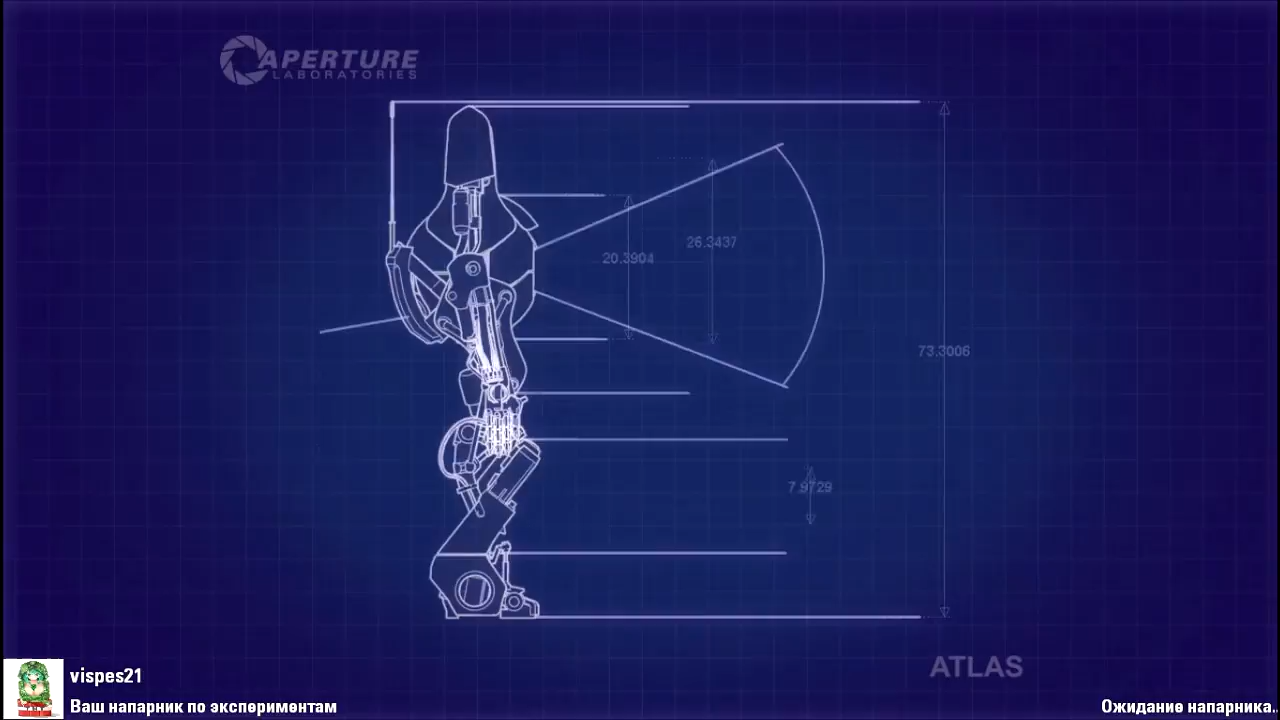 APERTURE
LABORATORIES
26.3437
20.3904
73.3006
7.9729
ATLAS
vispes21
Ваш напарник по экспериментам
Ожидание напарника..